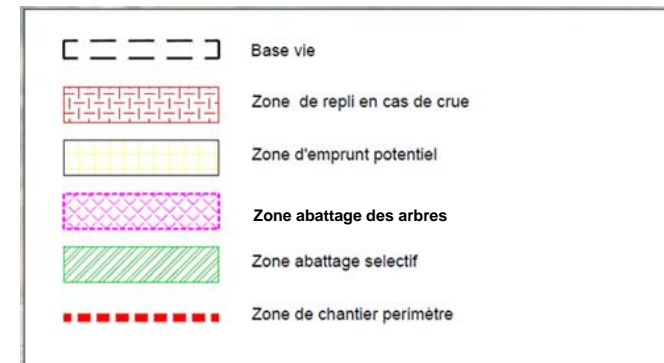 Base vie
Zone de repli en cas de crue
Zone d'emprunt potentiel
Zone abattage des arbres
Zone abattage selectif
Zone de chantier perimètre